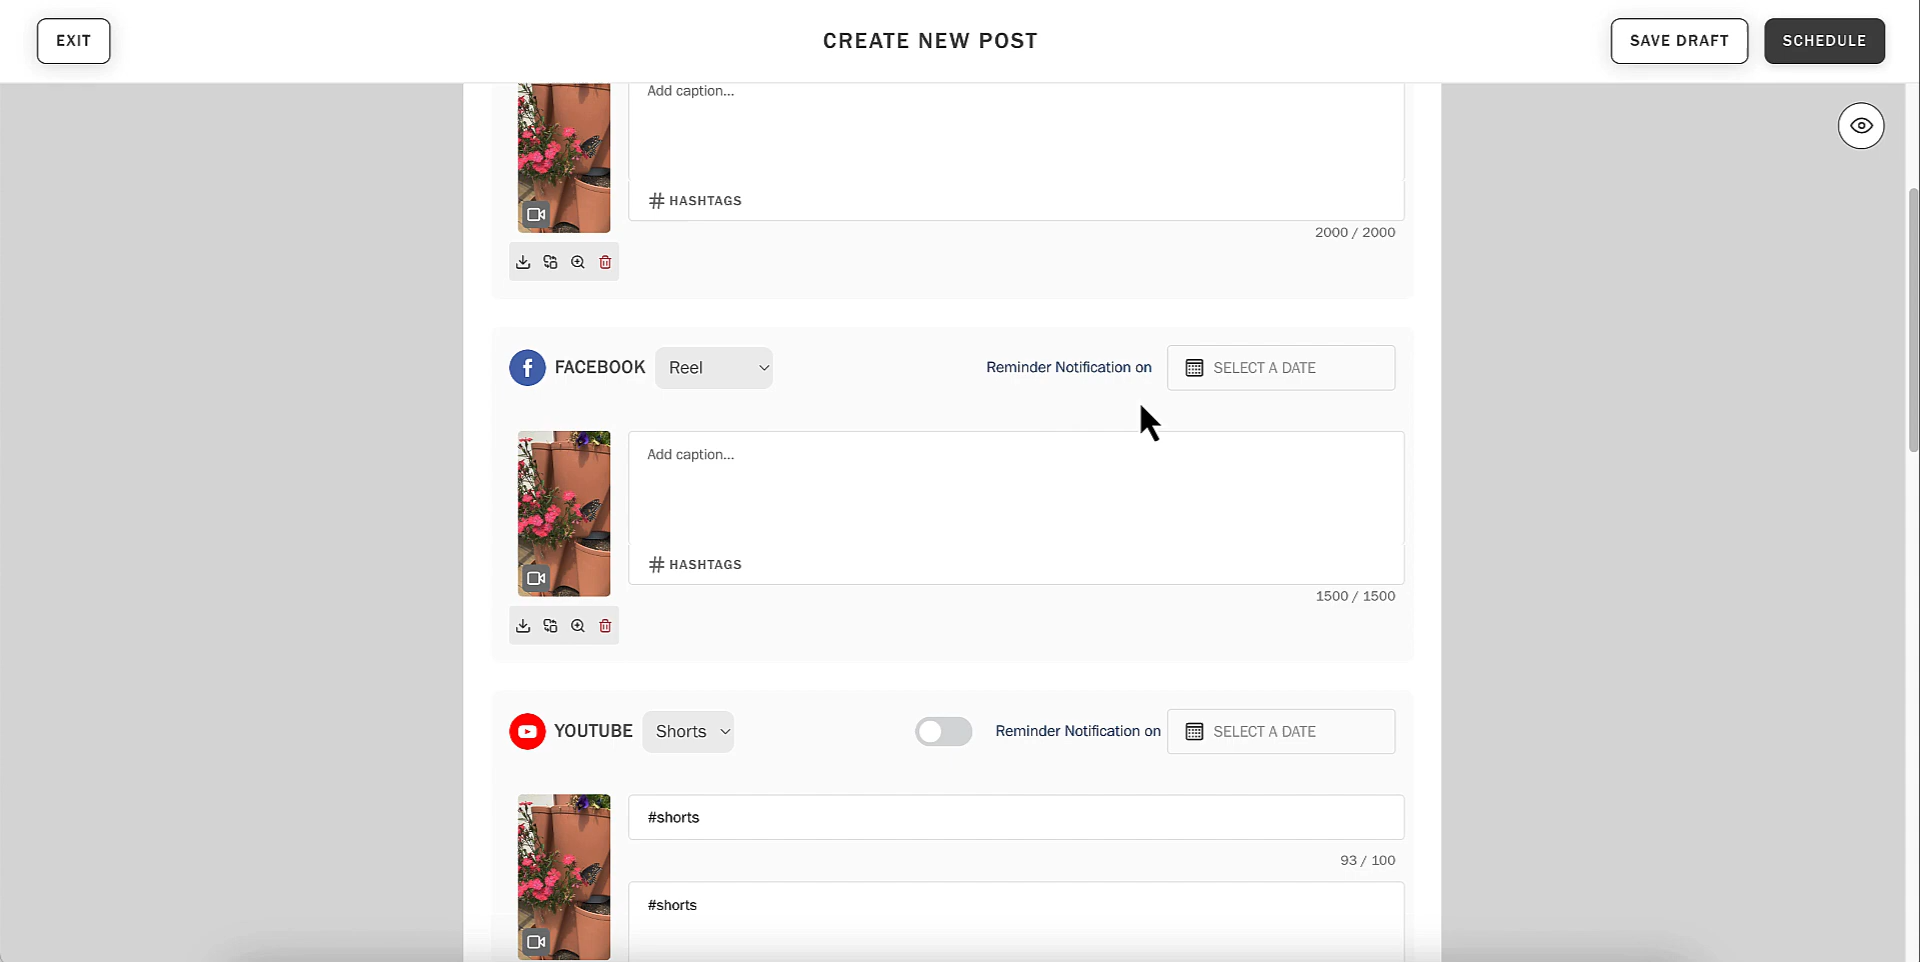 EXIT
CREATE NEW POST
SAVE DRAFT
SCHEDULE
Add caption...
# HASHTAGS
2000 / 2000
FACEBOOK
Reel
Reminder Notification on
SELECT A DATE
Add caption...
# HASHTAGS
1500 / 1500
YOUTUBE
Shorts
Reminder Notification on
SELECT A DATE
#shorts
93 / 100
#shorts